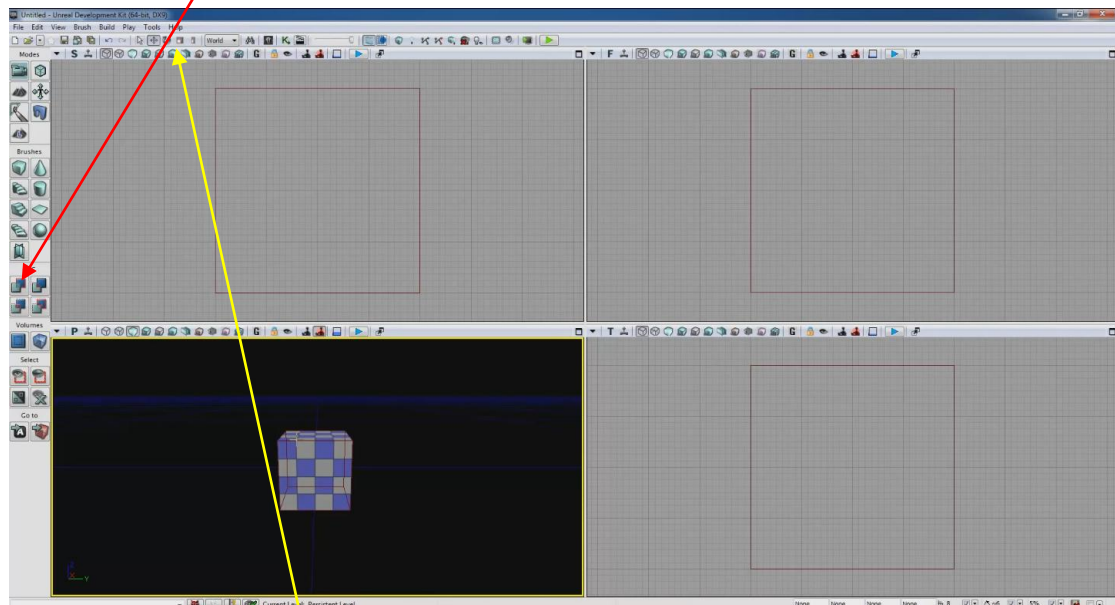 Untitled - Unreal Development Kit (64-bit, DX9)
File Edit View Brush Build Play Tools Help
World
Modes
S G
F G
Brushes
Volumes
P G
T G
Select
Go to
Z
X
Y
Current Level: Persistent Level
None None None None
5%